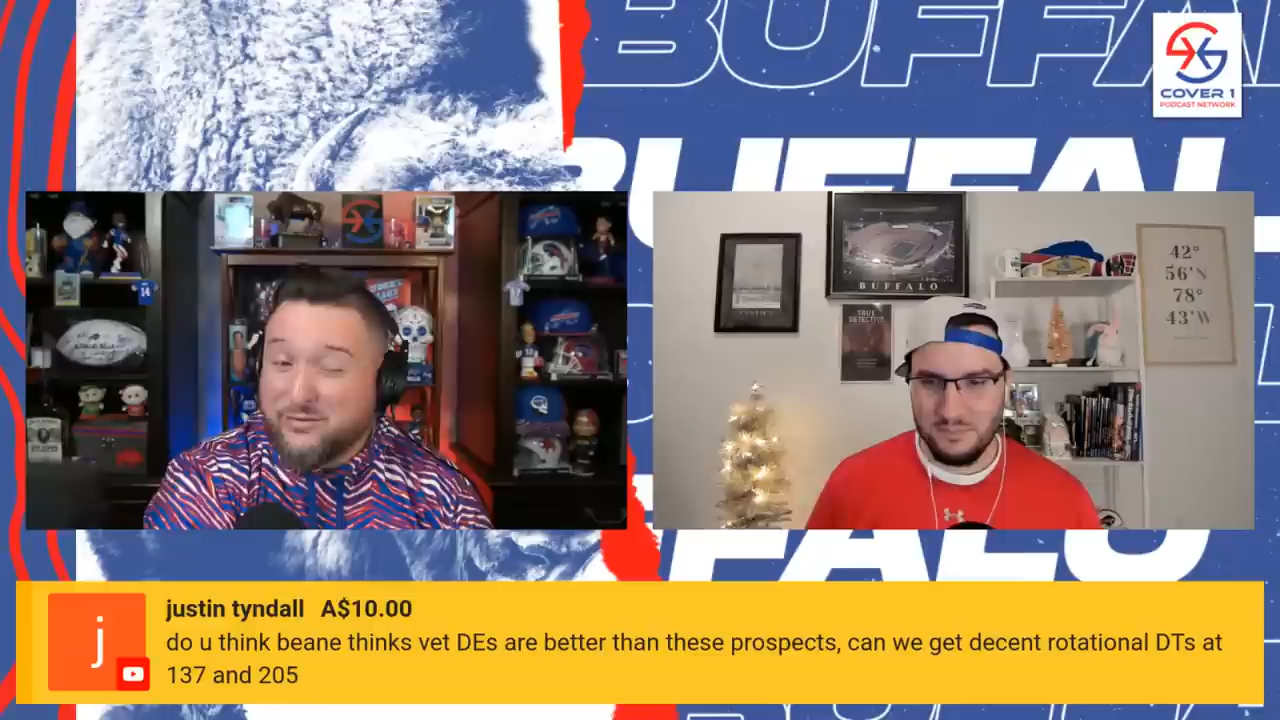 BUFFA
COVER 1
PODCAST NETWORK
BUFFAL
BUFFALO
TRUE
DETECTIVE
42°
56'N
78°
43'W
14
j
justin tyndall A$10.00
do u think beane thinks vet DEs are better than these prospects, can we get decent rotational DTs at
137 and 205